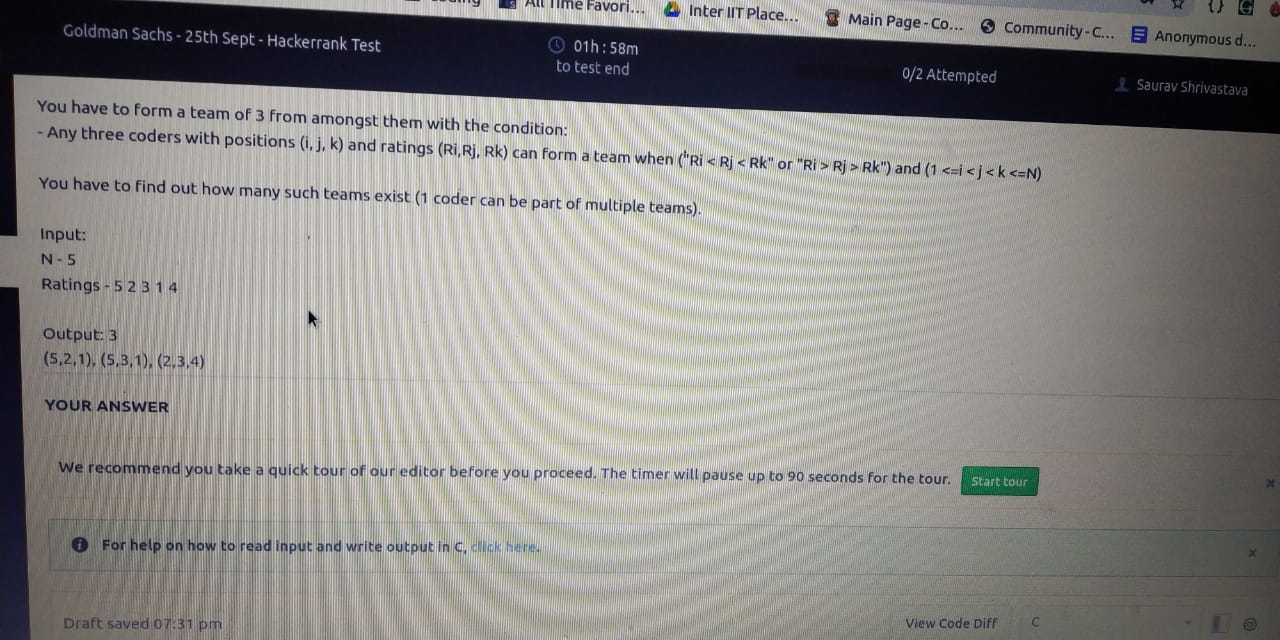 All Time Favori...
Inter IIT Place...
Main Page - Co...
Community - C...
Anonymous d...
Goldman Sachs - 25th Sept - Hackerrank Test
01h : 58m
to test end
0/2 Attempted
Saurav Shrivastava
You have to form a team of 3 from amongst them with the condition:
- Any three coders with positions (i, j, k) and ratings (Ri,Rj, Rk) can form a team when ("Ri < Rj < Rk" or "Ri > Rj > Rk") and (1 <=i < j < k <=N)
You have to find out how many such teams exist (1 coder can be part of multiple teams).
Input:
N - 5
Ratings - 5 2 3 1 4
Output: 3
(5,2,1), (5,3,1), (2,3,4)
YOUR ANSWER
We recommend you take a quick tour of our editor before you proceed. The timer will pause up to 90 seconds for the tour.
Start tour
For help on how to read input and write output in C, click here.
Draft saved 07:31 pm
View Code Diff
C